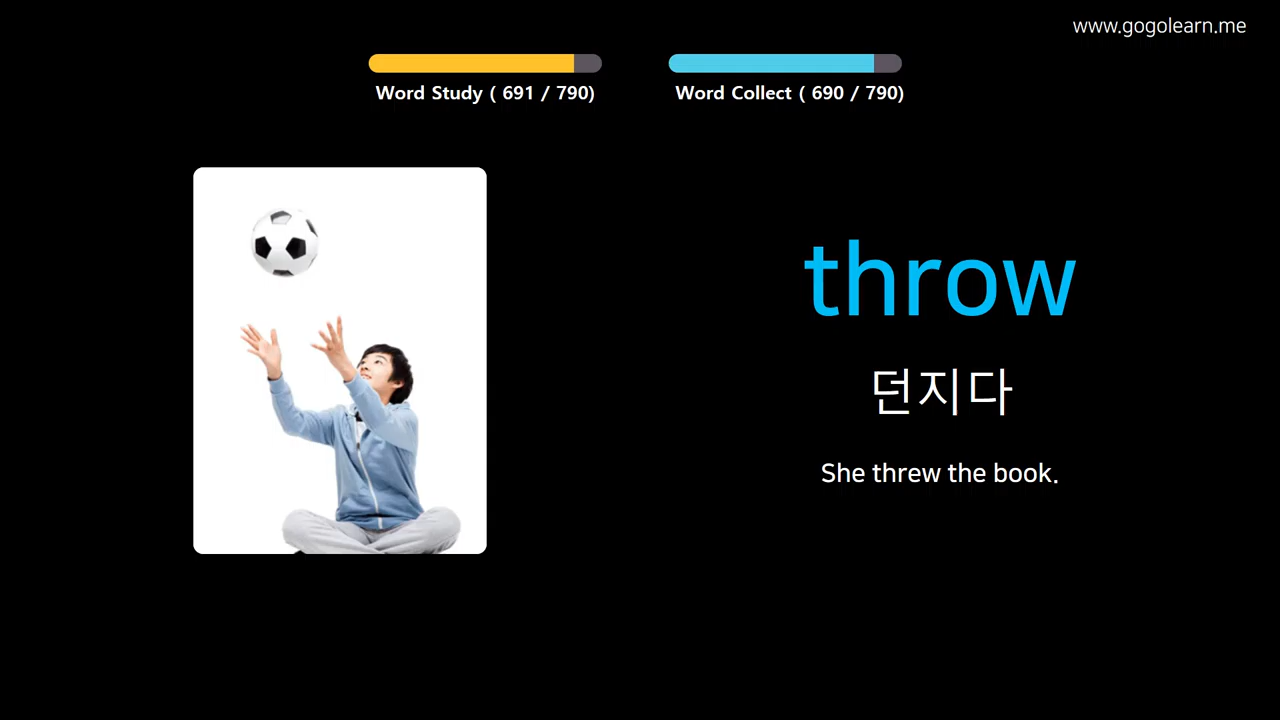 www.gogolearn.me
Word Study ( 691 / 790)
Word Collect ( 690 / 790)
throw
던지다
She threw the book.